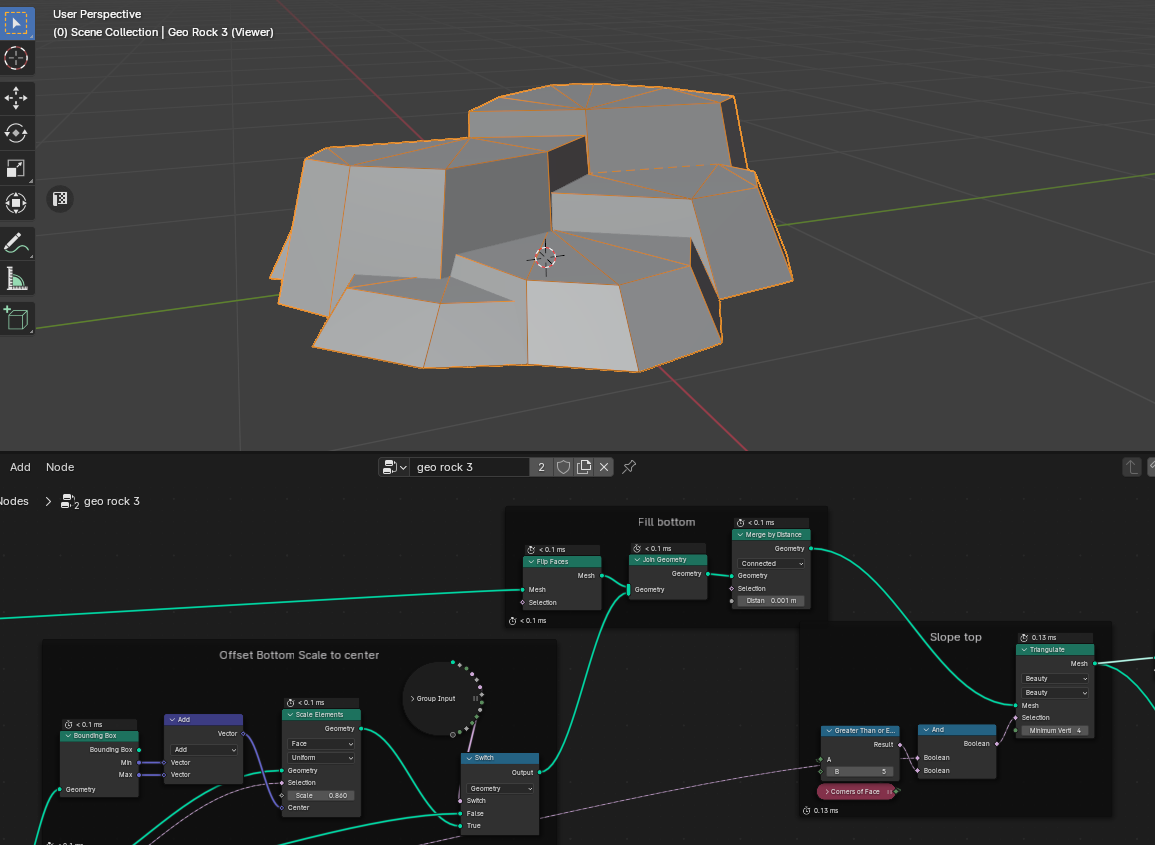 User Perspective
(0) Scene Collection | Geo Rock 3 (Viewer)
Add Node
geo rock 3 2
Nodes > 2 geo rock 3
Fill bottom
< 0.1 ms
Merge by Distance
Geometry
Connected
Geometry
Selection
Distan 0.001 m
< 0.1 ms
Join Geometry
Geometry
Geometry
< 0.1 ms
Flip Faces
Mesh
Mesh
Selection
< 0.1 ms
Slope top
0.13 ms
Triangulate
Mesh
Beauty
Beauty
Mesh
Selection
Minimum Verti 4
Offset Bottom Scale to center
Group Input
< 0.1 ms
Scale Elements
Geometry
Face
Uniform
Geometry
Selection
Scale 0.860
Center
Add
Vector
Add
Vector
Vector
< 0.1 ms
Bounding Box
Bounding Box
Min
Max
Geometry
Switch
Output
Geometry
Switch
False
True
Greater Than or E...
Result
A
B 5
And
Boolean
Boolean
Boolean
Corners of Face
0.13 ms
< 0.1 ms